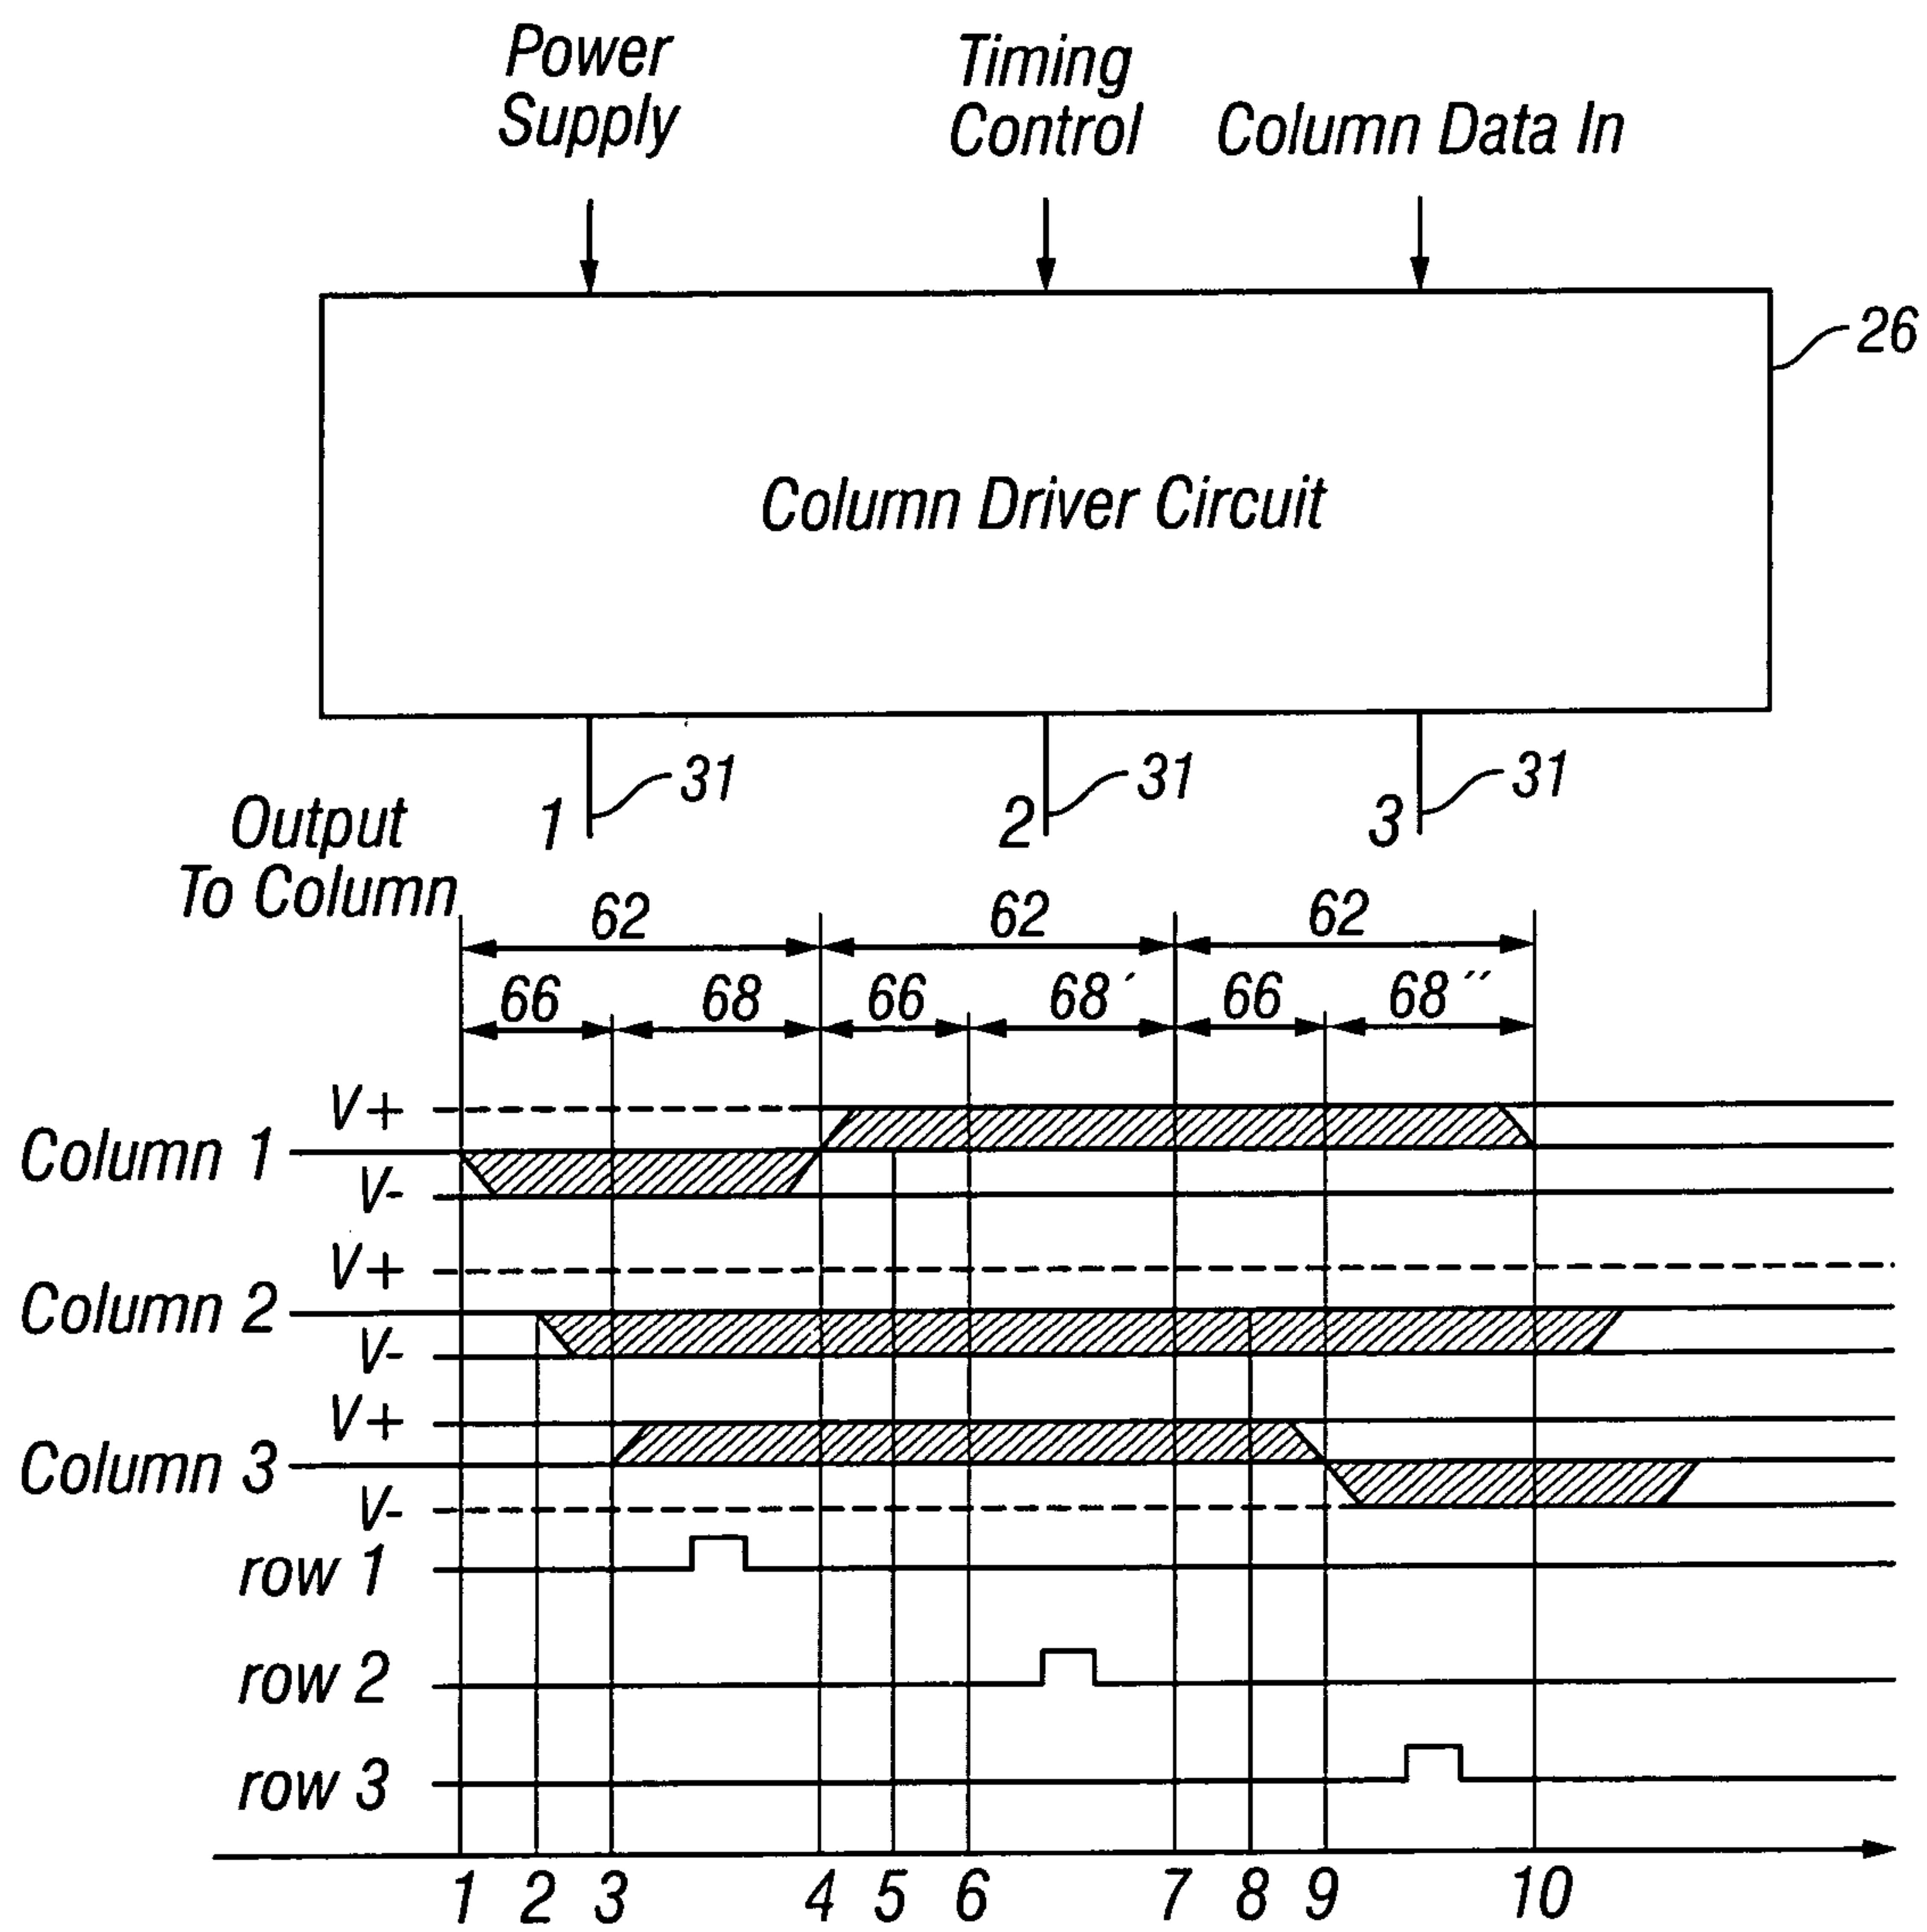 Power
Supply
Timing
Control
Column Data In
26
Column Driver Circuit
1
31
2
31
3
31
Output
To Column
62
62
62
66
68
66
68´
66
68´´
V+
Column 1
V-
V+
Column 2
V-
V+
Column 3
V-
row 1
row 2
row 3
1 2 3 4 5 6 7 8 9 10